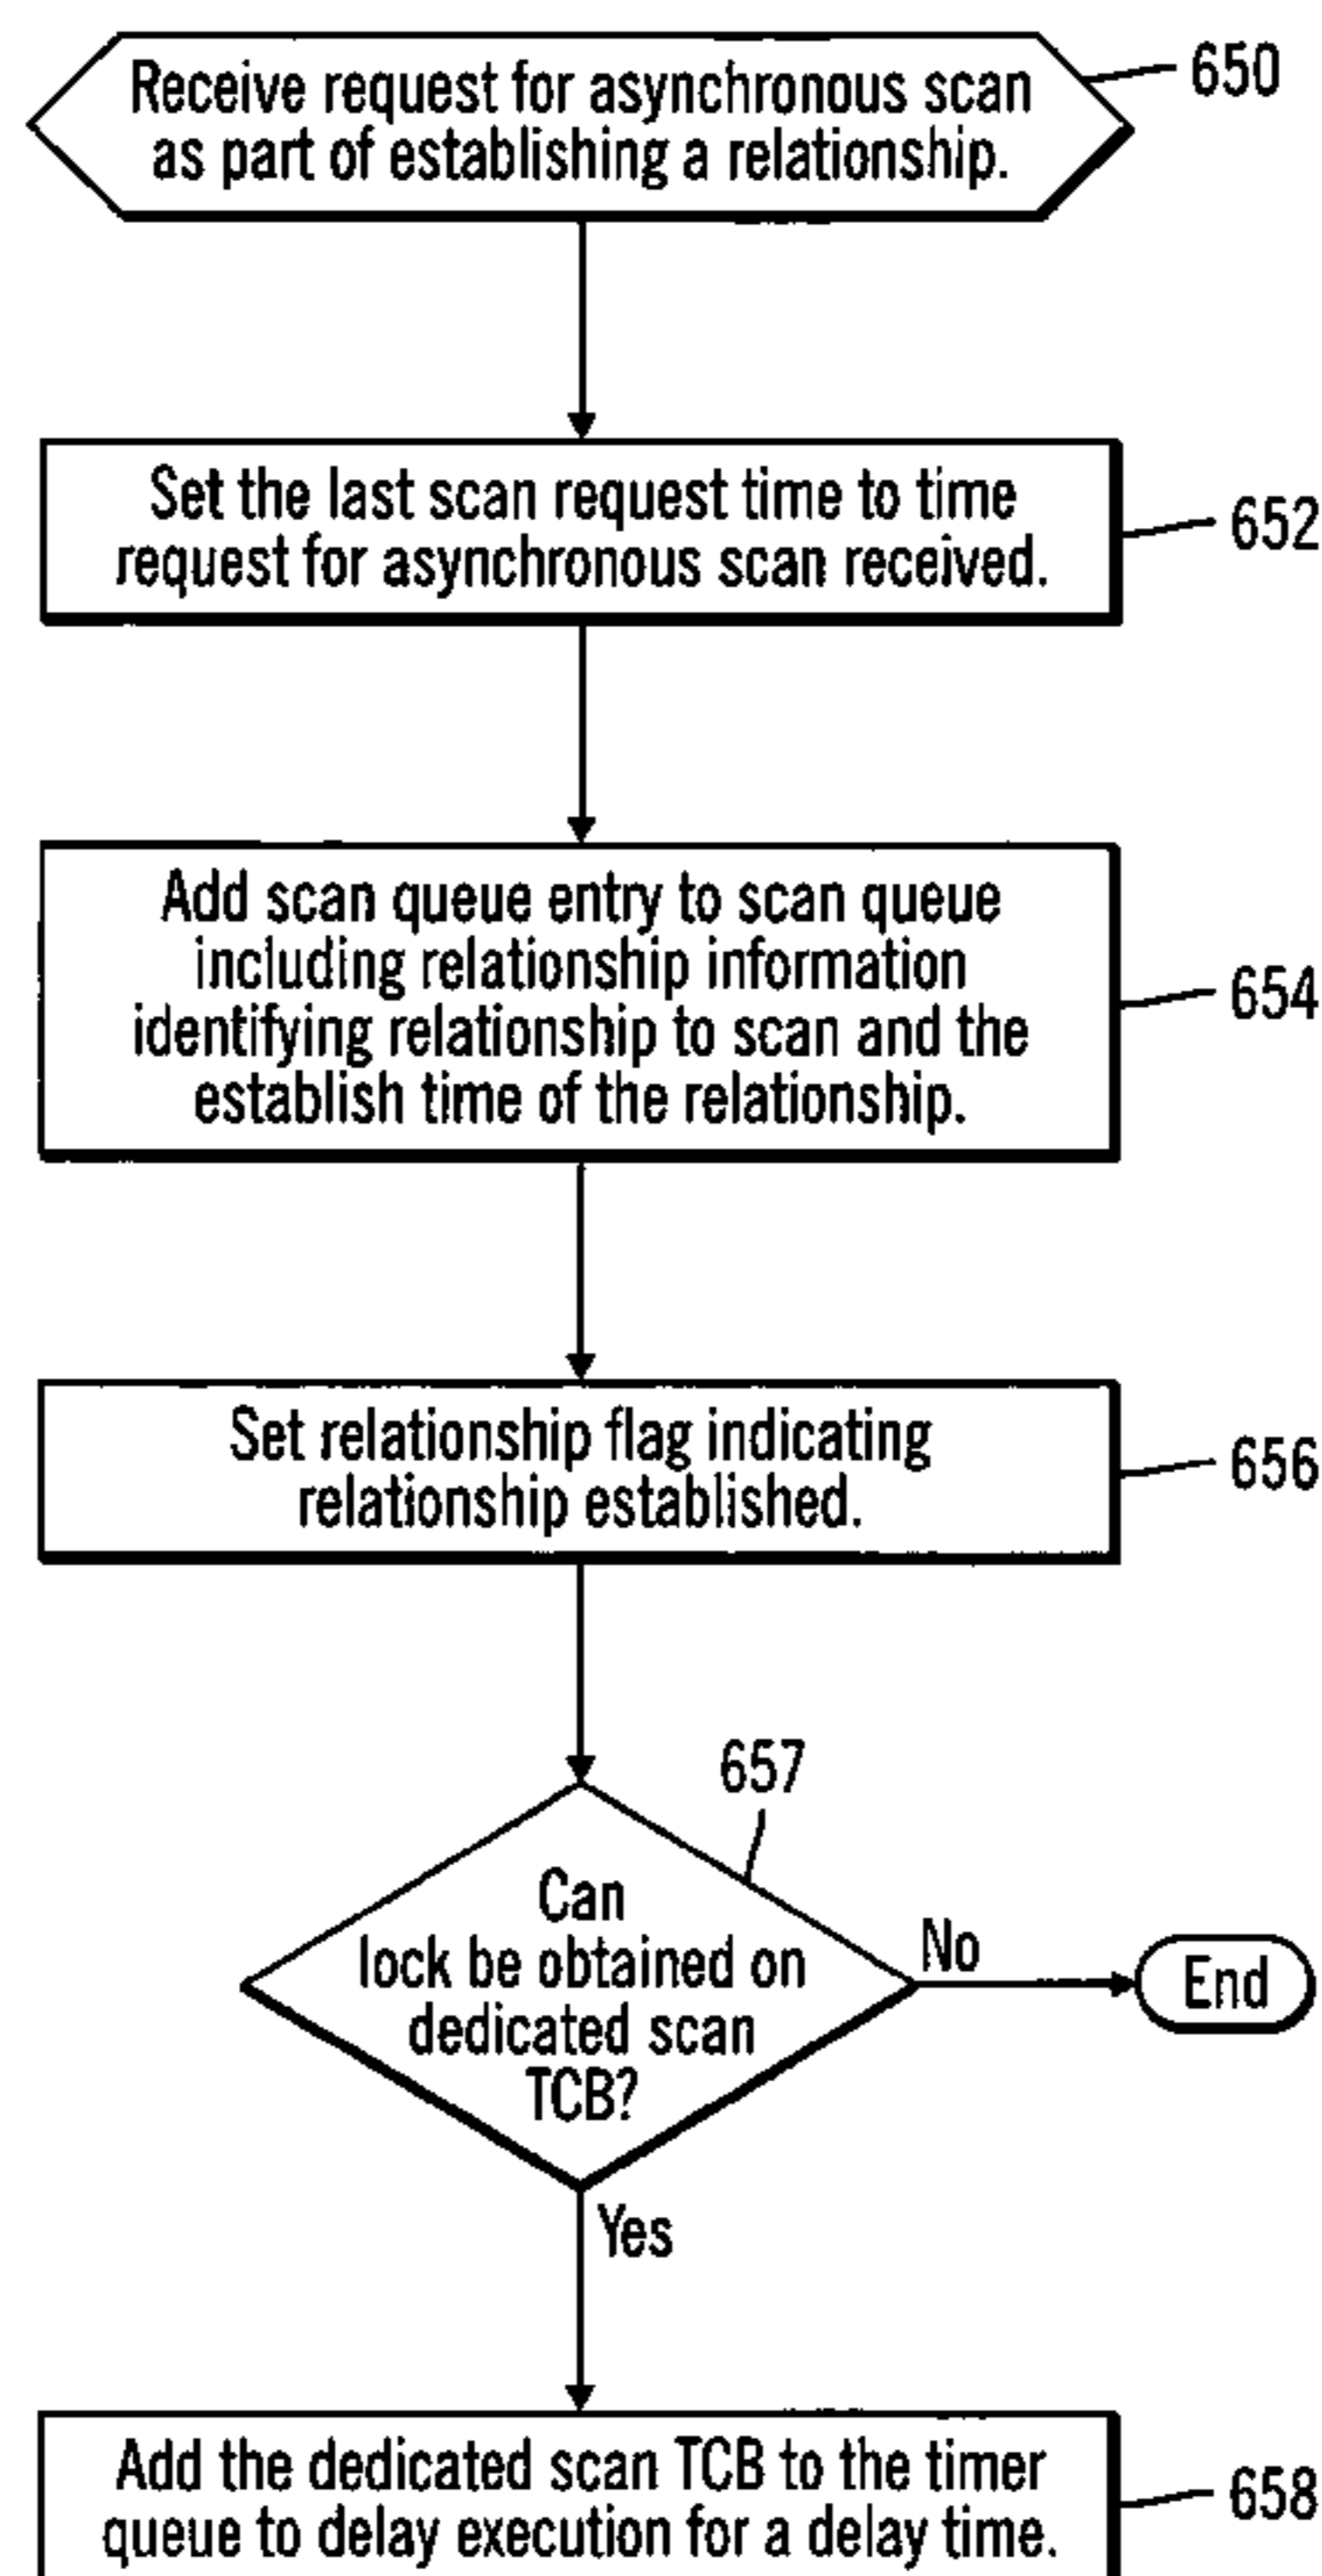 Receive request for asynchronous scan
as part of establishing a relationship.
650
Set the last scan request time to time
request for asynchronous scan received.
652
Add scan queue entry to scan queue
including relationship information
identifying relationship to scan and the
establish time of the relationship.
654
Set relationship flag indicating
relationship established.
656
657
Can
lock be obtained on
dedicated scan
TCB?
No
End
Yes
Add the dedicated scan TCB to the timer
queue to delay execution for a delay time.
658